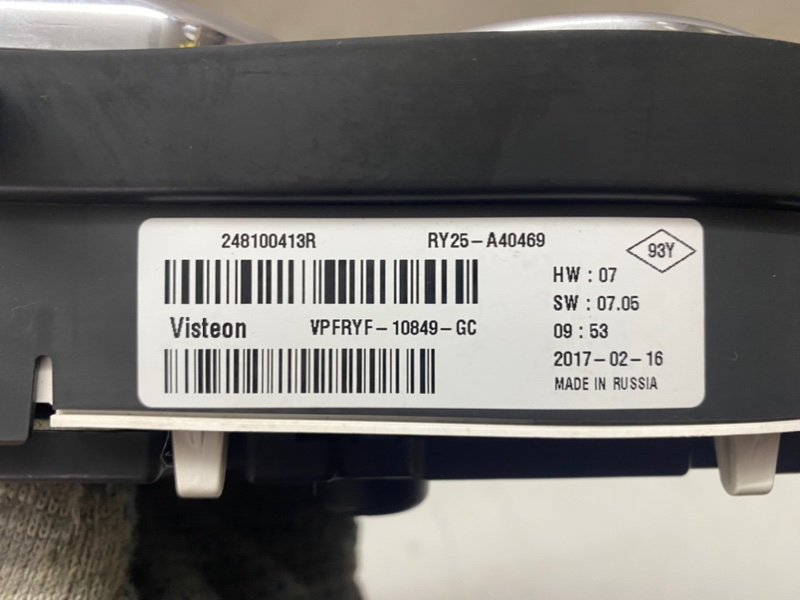 248100413R RY25-A40469
93Y
HW : 07
SW : 07.05
Visteon VPFRYF-10849-GC
09 : 53
2017-02-16
MADE IN RUSSIA